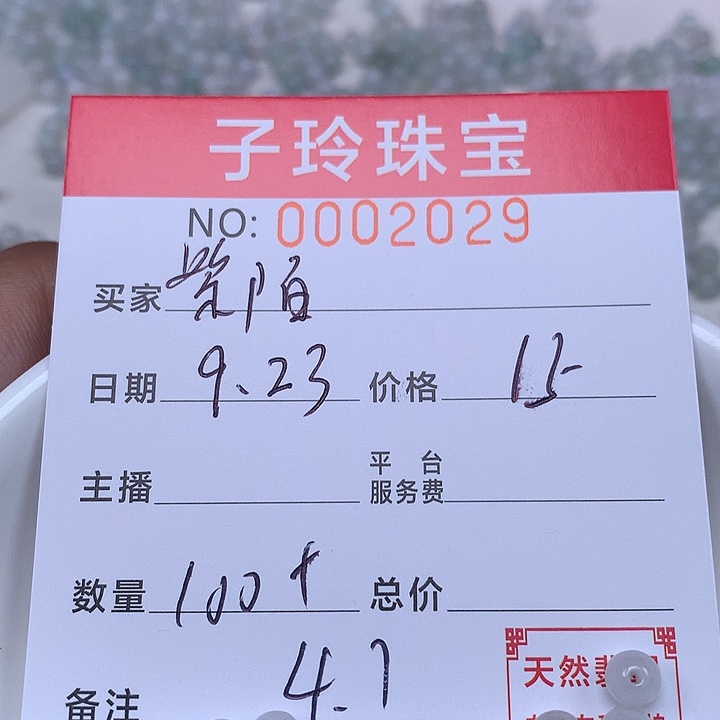 子玲珠宝
NO: 0002029
买家 紫陌
日期 9.23 价格 15
主播 平台服务费
数量 100个 总价
备注 4.7
天然翡